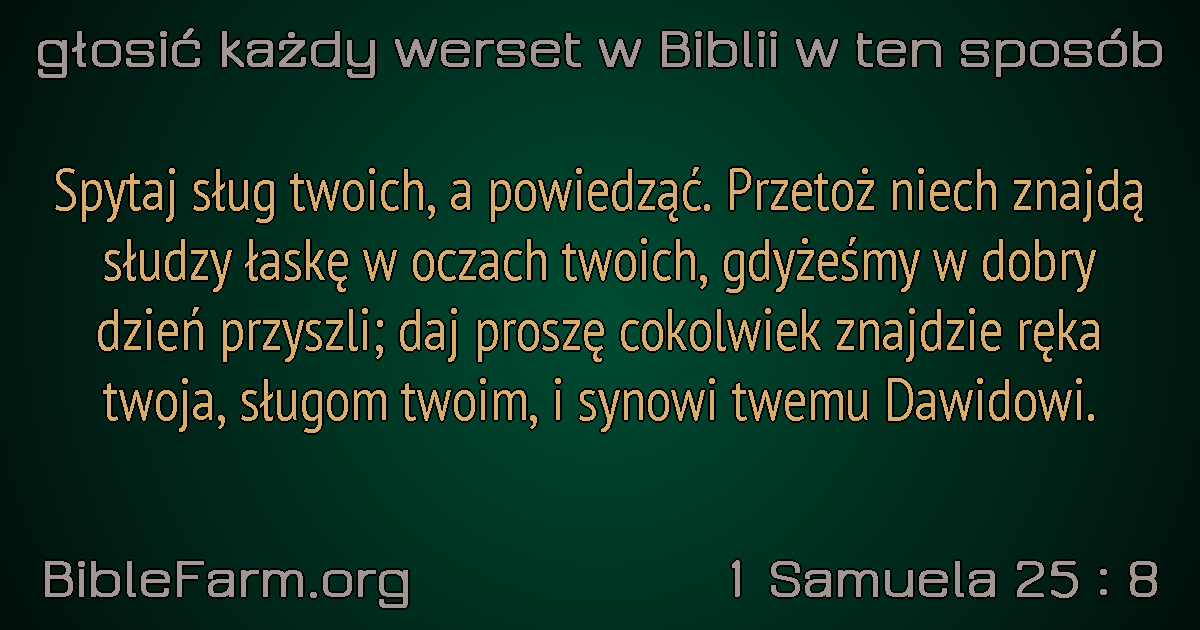 głosić każdy werset w Biblii w ten sposób
Spytaj sług twoich, a powiedząć. Przetoż niech znajdą
słudzy łaskę w oczach twoich, gdyżeśmy w dobry
dzień przyszli; daj proszę cokolwiek znajdzie ręka
twoja, sługom twoim, i synowi twemu Dawidowi.
BibleFarm.org
1 Samuela 25 : 8